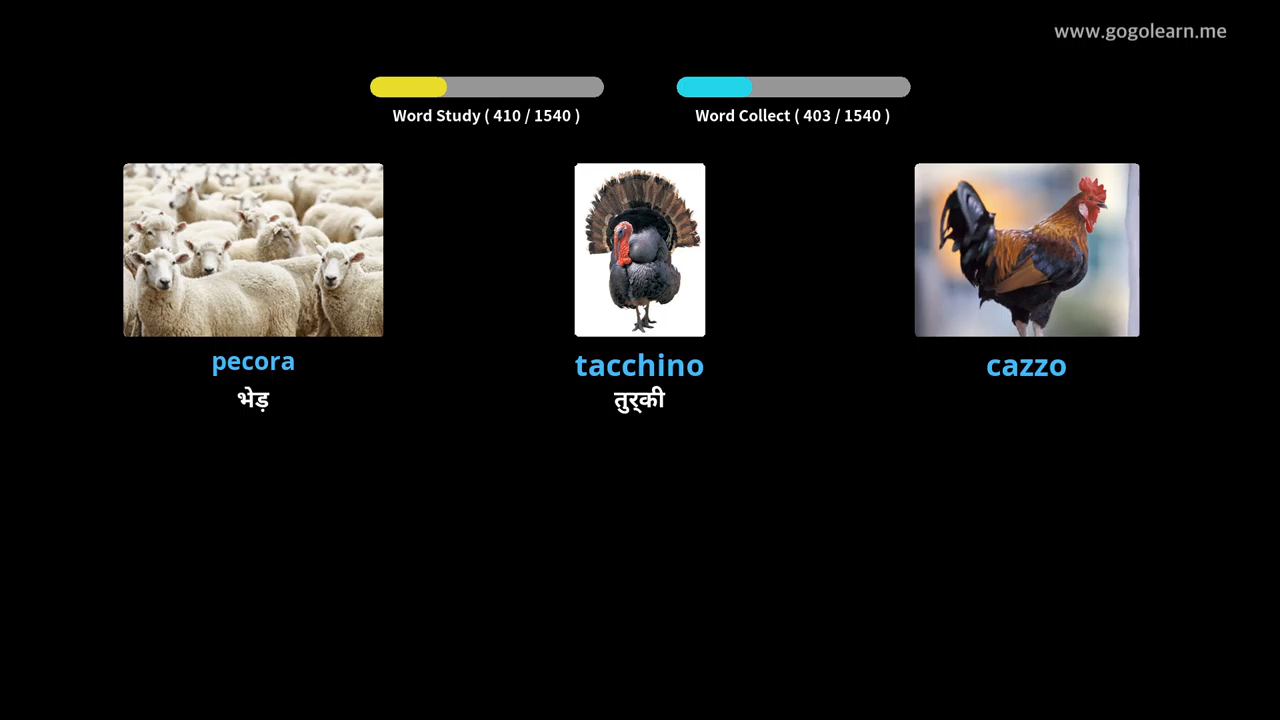 www.gogolearn.me
Word Study ( 410 / 1540 )
Word Collect ( 403 / 1540 )
pecora
tacchino
cazzo
भेड़
तुर्की